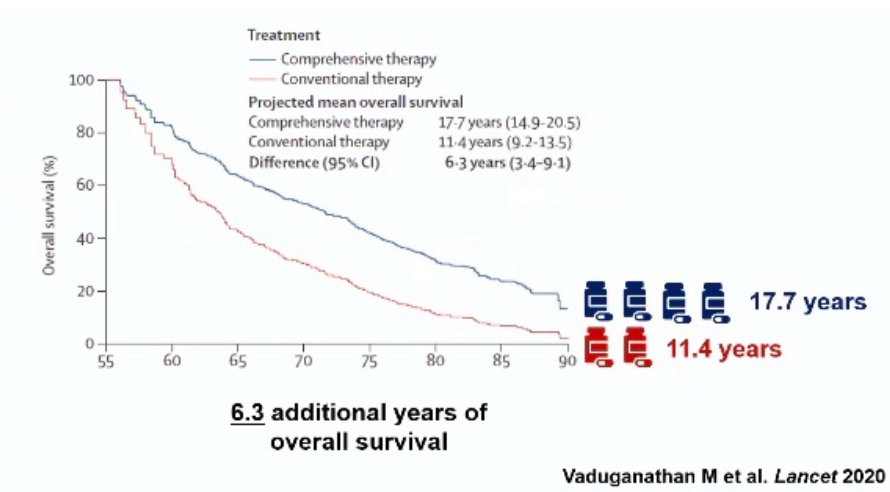 Treatment
Comprehensive therapy
Conventional therapy
Projected mean overall survival
Comprehensive therapy 17·7 years (14.9-20.5)
Conventional therapy 11·4 years (9.2-13.5)
Difference (95% CI) 6·3 years (3·4-9·1)
Overall survival (%)
100
80
60
40
20
0
55 60 65 70 75 80 85 90
17.7 years
11.4 years
6.3 additional years of
overall survival
Vaduganathan M et al. Lancet 2020